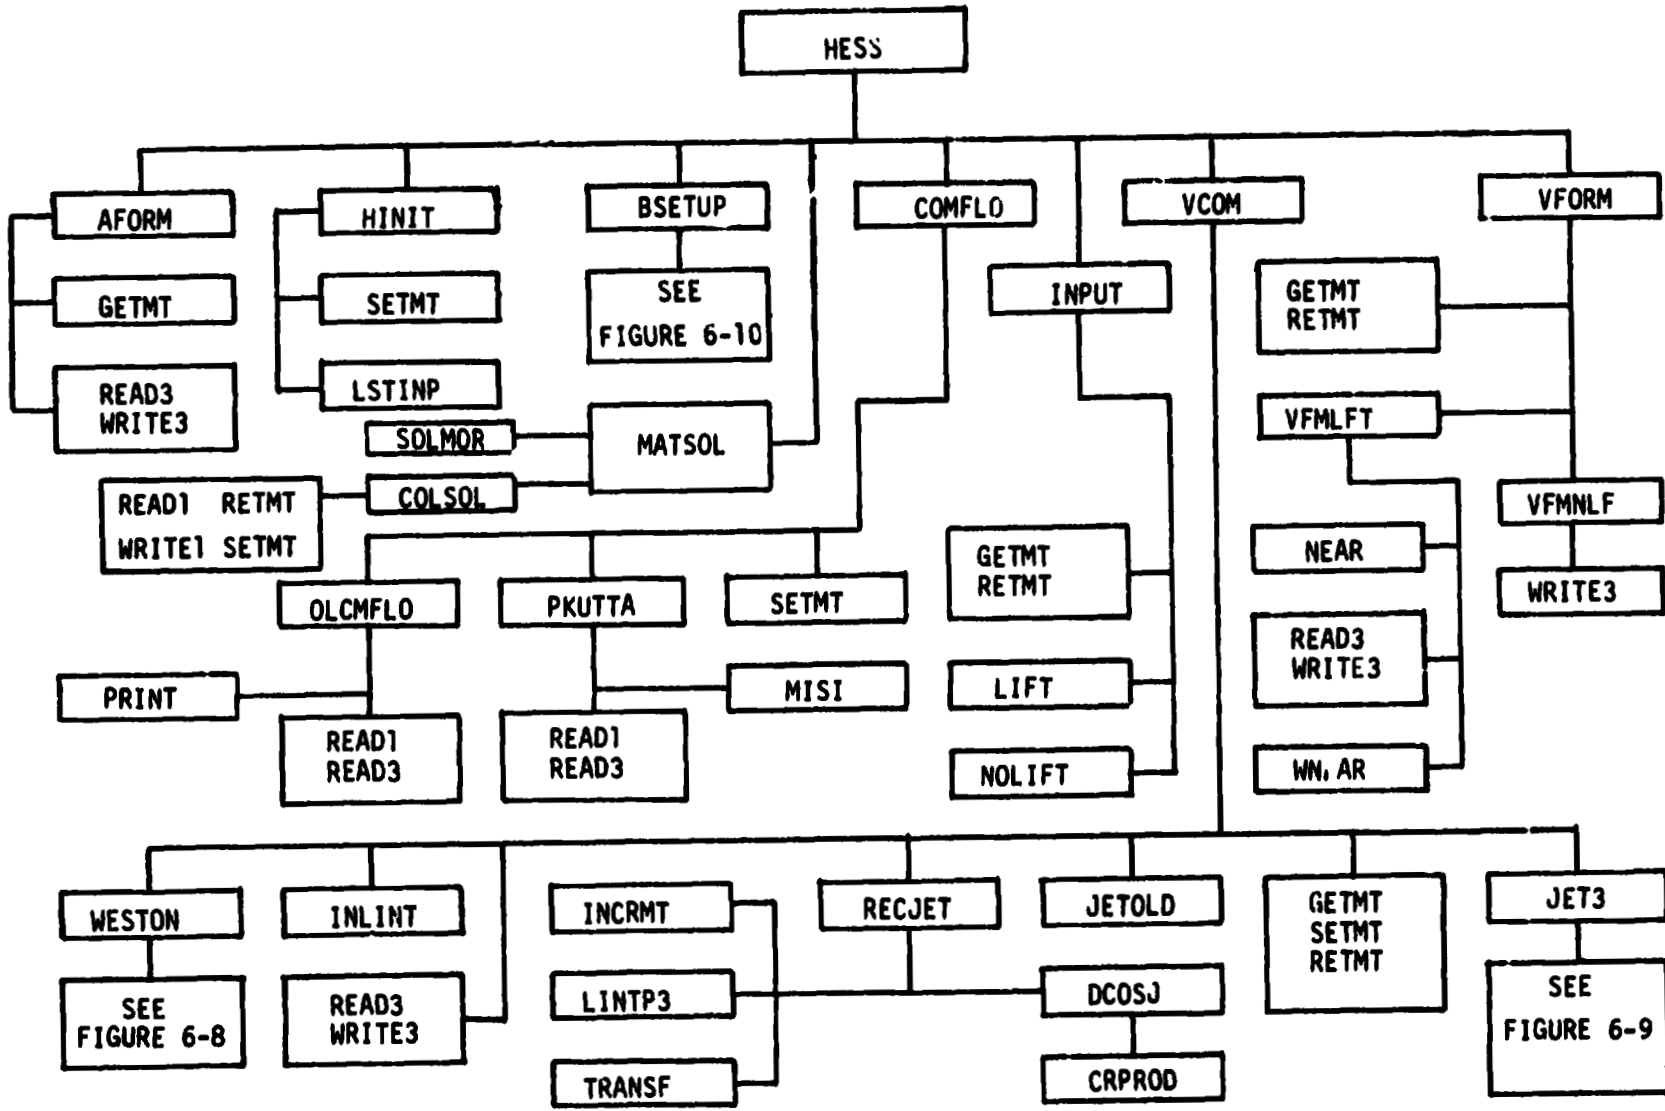 HESS
AFORM
HINIT
BSETUP
COMFLO
VCOM
VFORM
GETMT
SETMT
SEE
FIGURE 6-10
INPUT
GETMT
RETMT
READ3
WRITE3
LSTINP
SOLMOR
MATSOL
VFMLFT
READ1 RETMT
WRITE1 SETMT
COLSOL
VFMNLF
OLCMFLO
PKUTTA
SETMT
GETMT
RETMT
NEAR
WRITE3
PRINT
MISI
LIFT
READ3
WRITE3
READ1
READ3
READ1
READ3
NOLIFT
WESTON
INLINT
INCRMT
RECJET
JETOLD
GETMT
SETMT
RETMT
JET3
SEE
FIGURE 6-8
READ3
WRITE3
LINTP3
DCOSJ
SEE
FIGURE 6-9
TRANSF
CRPROD